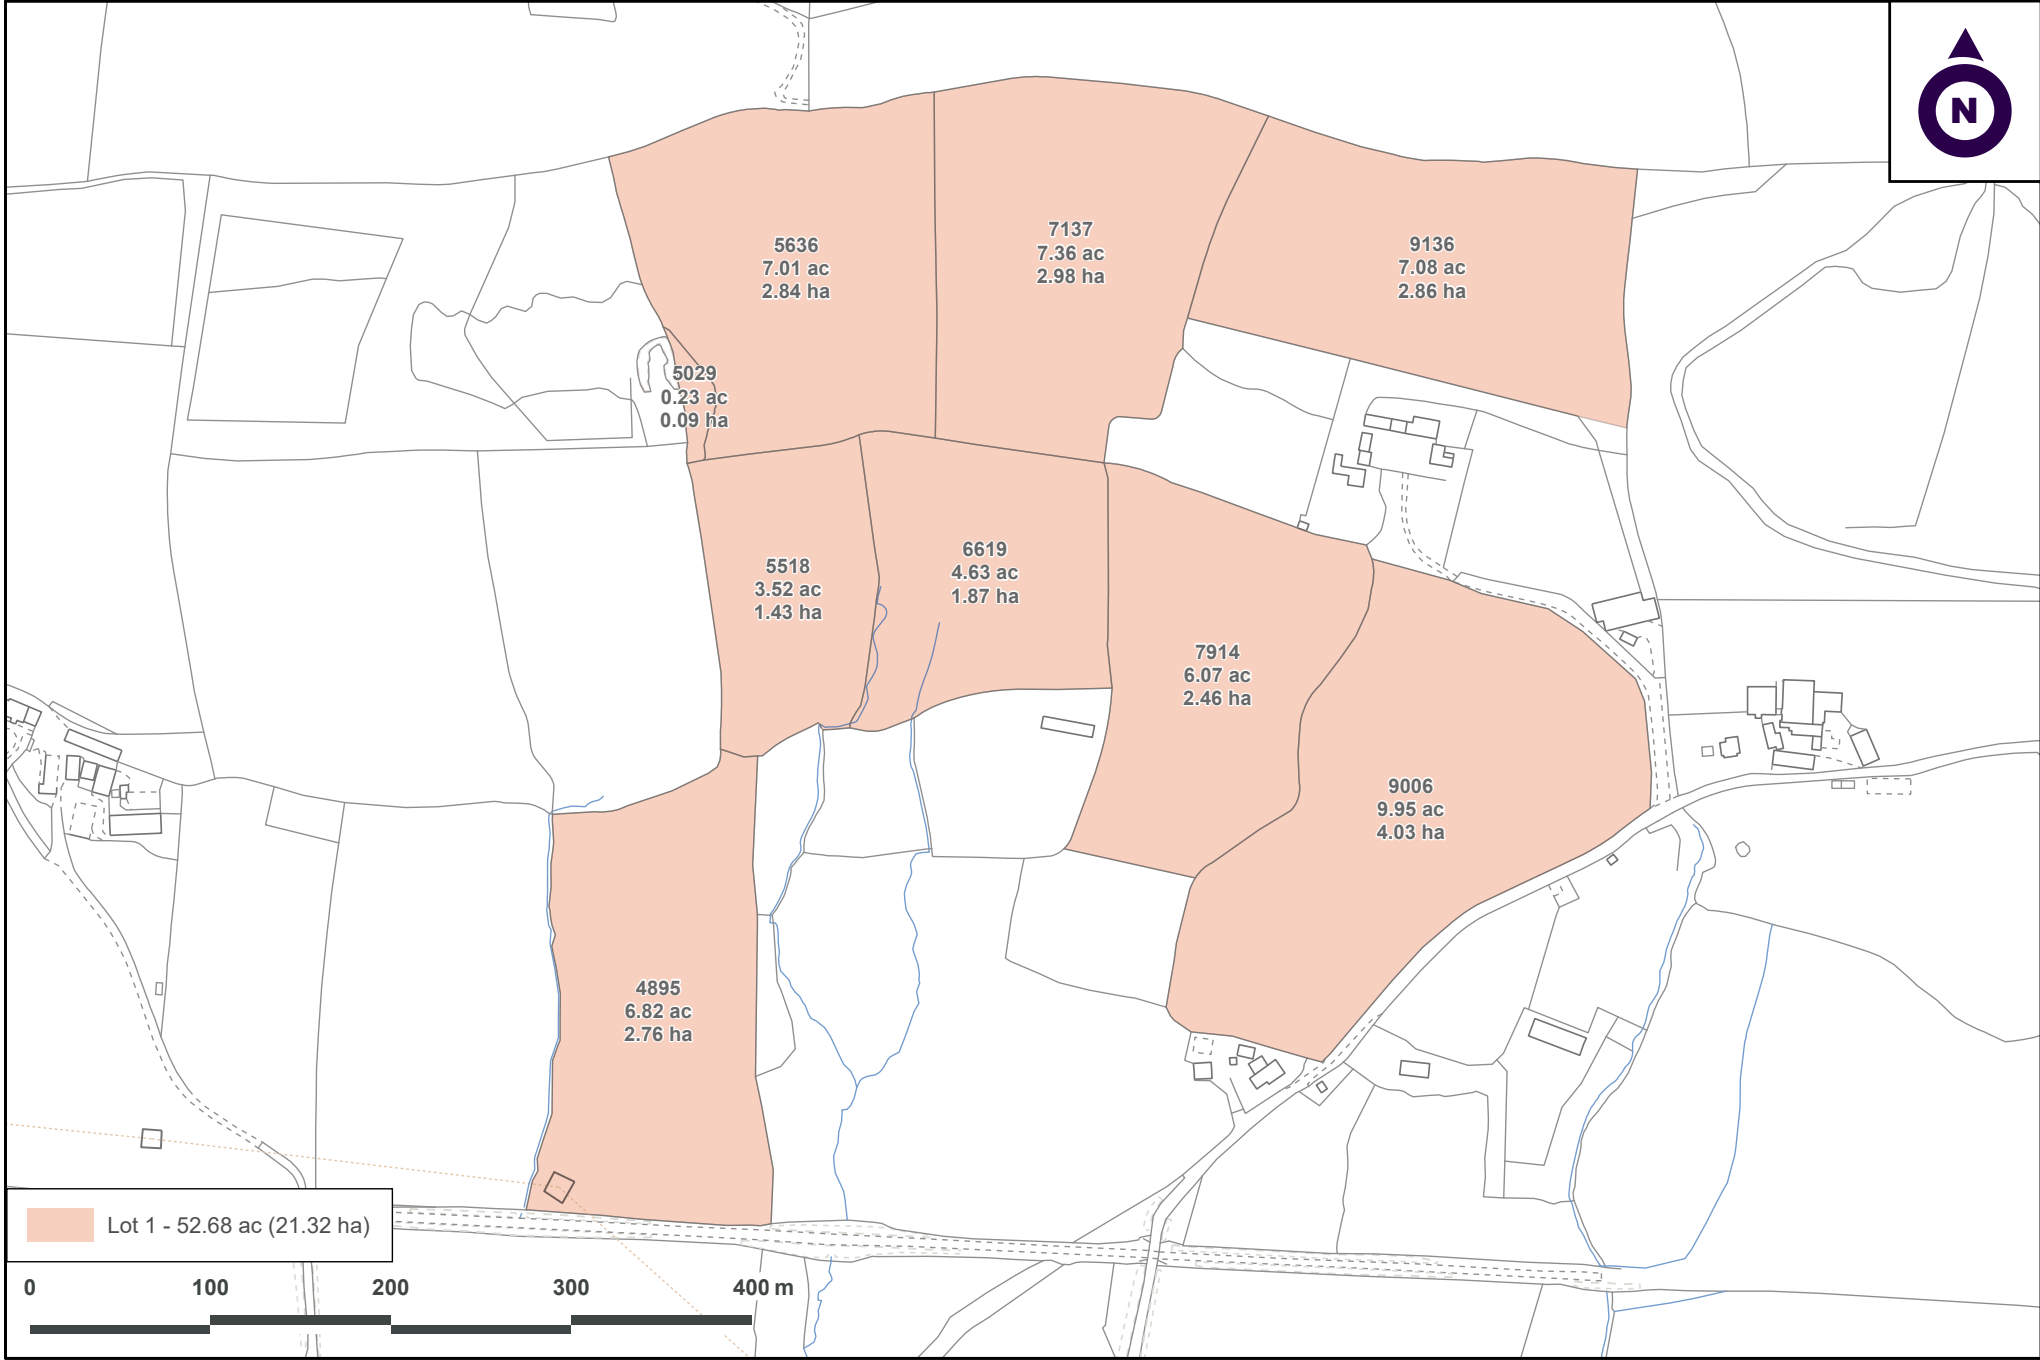 N
5636
7.01 ac
2.84 ha
7137
7.36 ac
2.98 ha
9136
7.08 ac
2.86 ha
5029
0.23 ac
0.09 ha
5518
3.52 ac
1.43 ha
6619
4.63 ac
1.87 ha
7914
6.07 ac
2.46 ha
9006
9.95 ac
4.03 ha
4895
6.82 ac
2.76 ha
Lot 1 - 52.68 ac (21.32 ha)
0 100 200 300 400 m